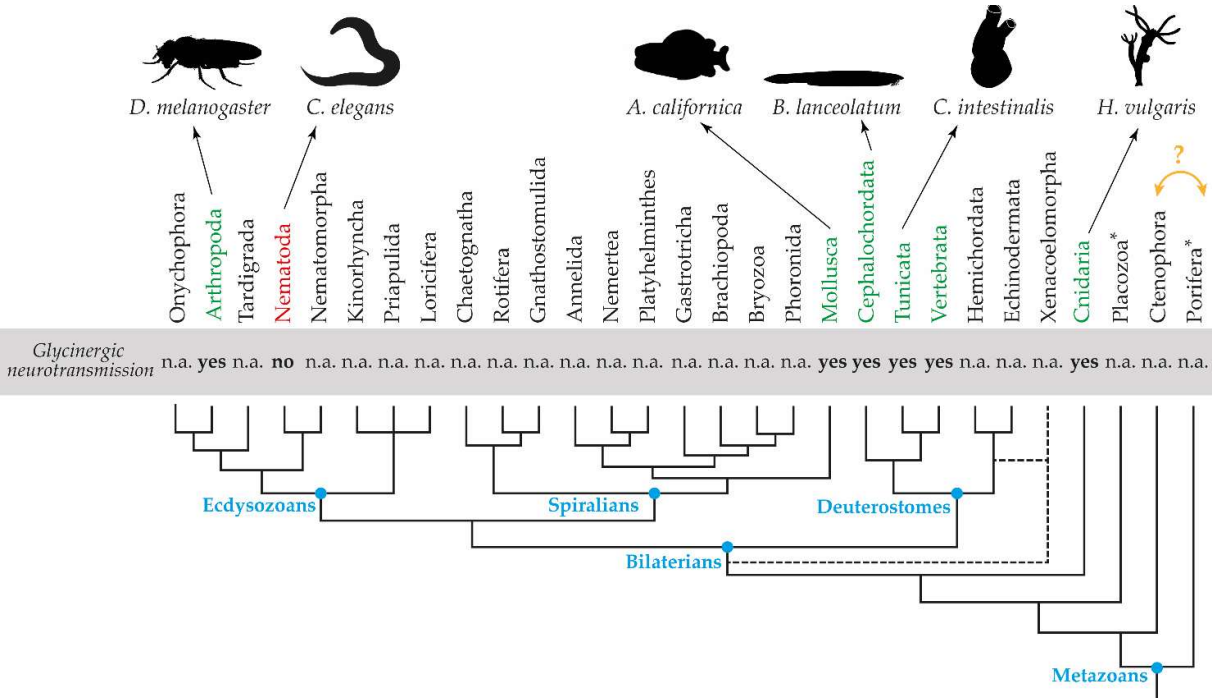 D. melanogaster
C. elegans
A. californica
B. lanceolatum
C. intestinalis
H. vulgaris
?
Onychophora
Arthropoda
Tardigrada
Nematoda
Nematomorpha
Kinorhyncha
Priapulida
Loricifera
Chaetognatha
Rotifera
Gnathostomulida
Annelida
Nemertea
Platyhelminthes
Gastrotricha
Brachiopoda
Bryozoa
Phoronida
Mollusca
Cephalochordata
Tunicata
Vertebrata
Hemichordata
Echinodermata
Xenacoelomorpha
Cnidaria
Placozoa*
Ctenophora
Porifera*
Glycinergic
neurotransmission
n.a. yes n.a. no n.a. n.a. n.a. n.a. n.a. n.a. n.a. n.a. n.a. n.a. n.a. n.a. n.a. n.a. yes yes yes yes n.a. n.a. n.a. yes n.a. n.a. n.a.
Ecdysozoans
Spiralians
Deuterostomes
Bilaterians
Metazoans